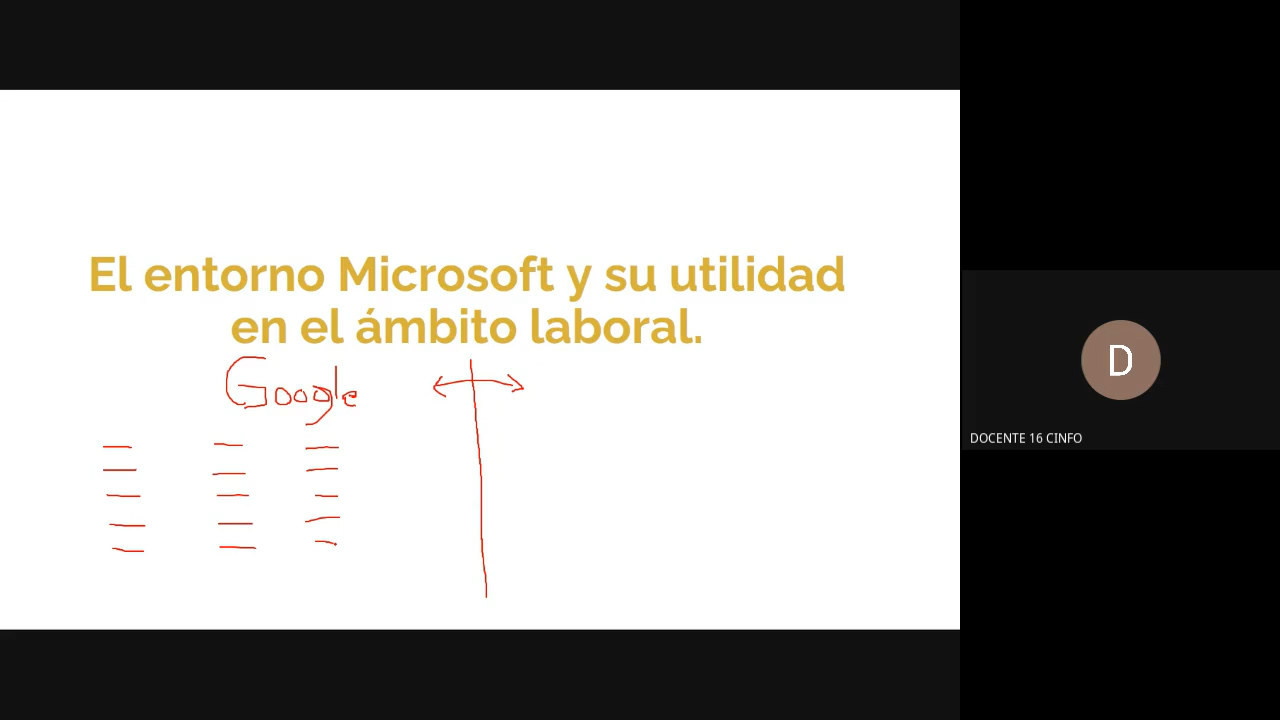 El entorno Microsoft y su utilidad
en el ámbito laboral.
Google
D
DOCENTE 16 CINFO